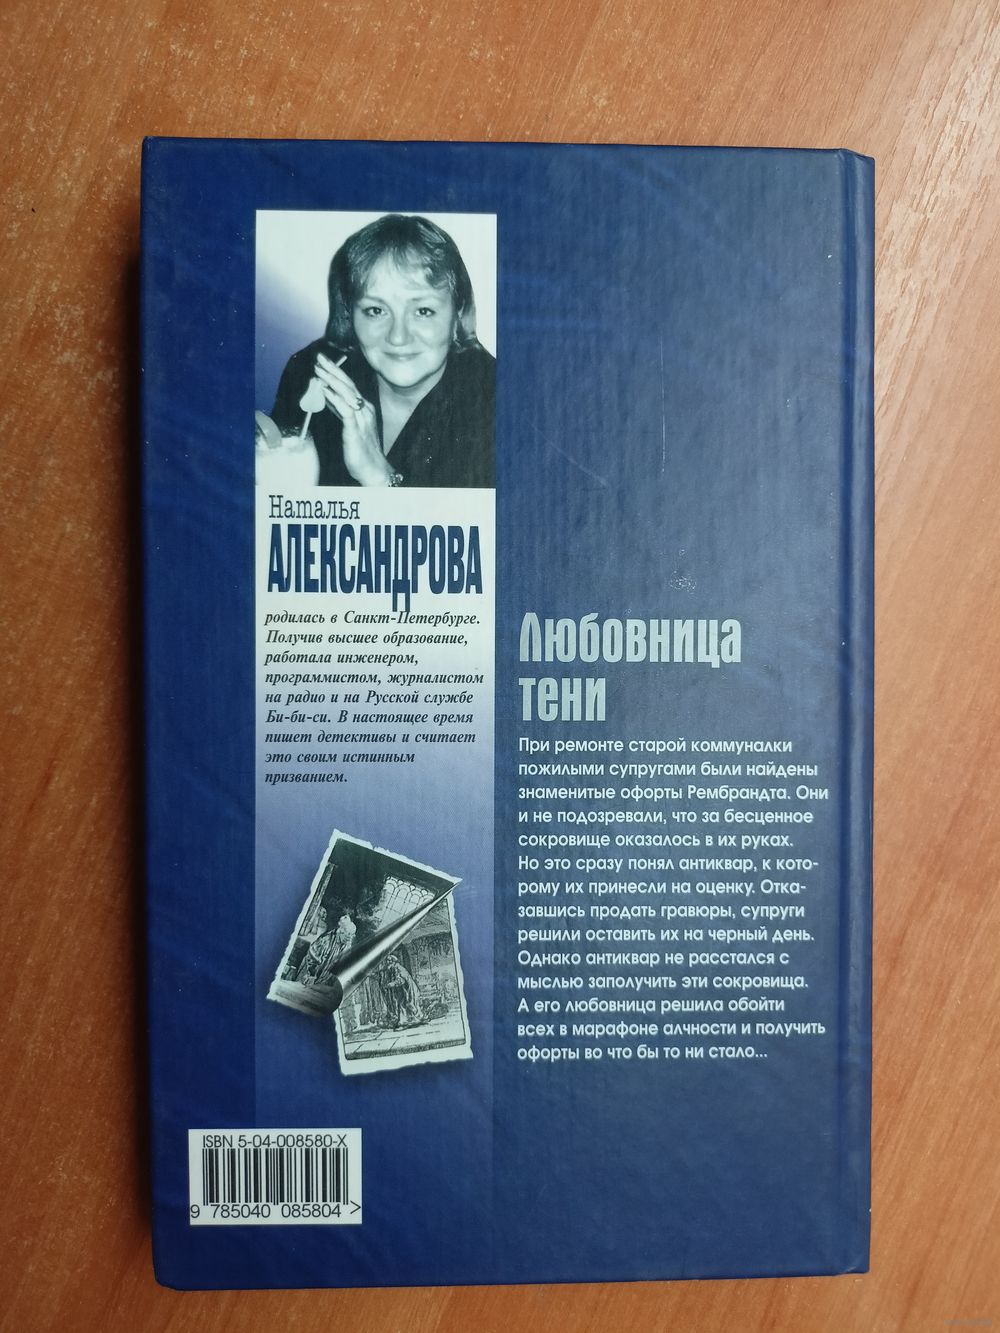 Наталья
АЛЕКСАНДРОВА
родилась в Санкт-Петербурге.
Получив высшее образование,
работала инженером,
программистом, журналистом
на радио и на Русской службе
Би-би-си. В настоящее время
пишет детективы и считает
это своим истинным
призванием.
Любовница
тени
При ремонте старой коммуналки
пожилыми супругами были найдены
знаменитые офорты Рембрандта. Они
и не подозревали, что за бесценное
сокровище оказалось в их руках.
Но это сразу понял антиквар, к кото-
рому их принесли на оценку. Отка-
завшись продать гравюры, супруги
решили оставить их на черный день.
Однако антиквар не расстался с
мыслью заполучить эти сокровища.
А его любовница решила обойти
всех в марафоне алчности и получить
офорты во что бы то ни стало...
ISBN 5-04-008580-X
9 785040 085804 >